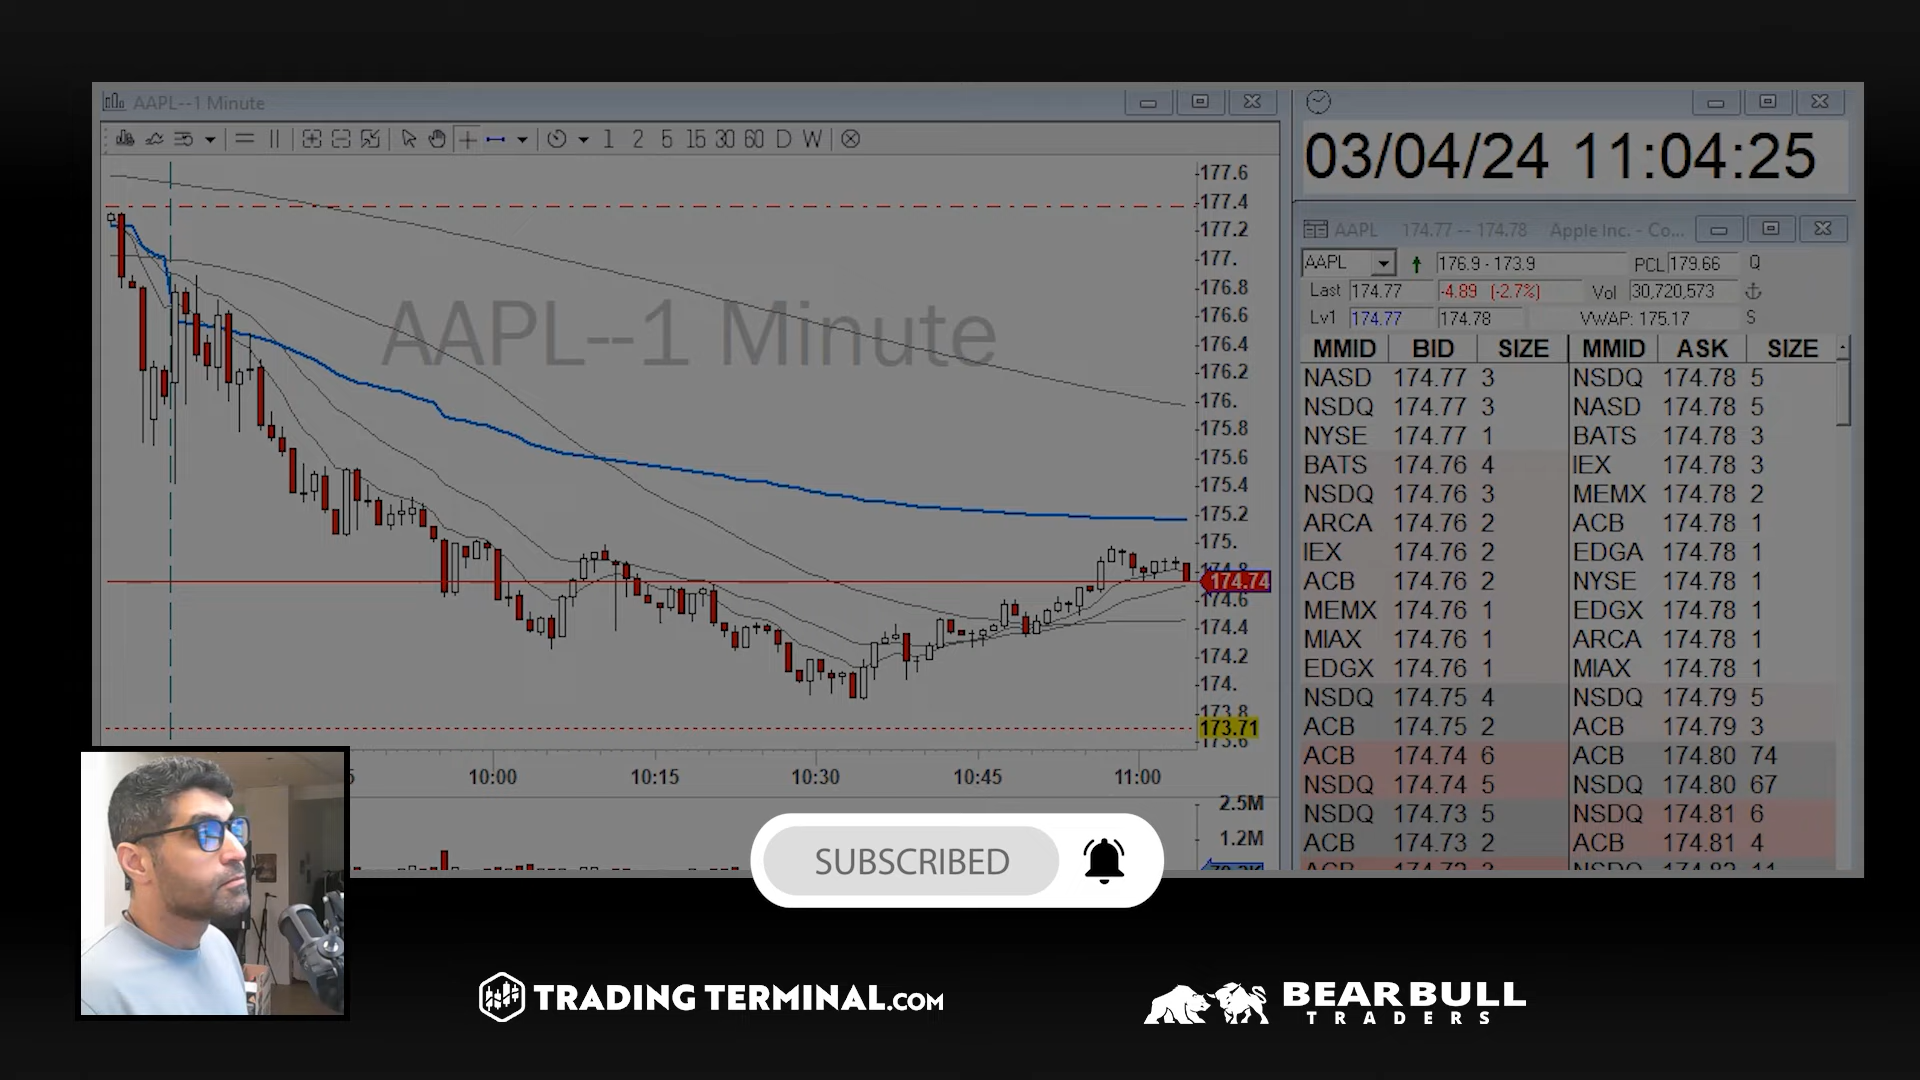 AAPL--1 Minute
1 2 5 15 30 60 D W
AAPL--1 Minute
177.6
177.4
177.2
177.
176.8
176.6
176.4
176.2
176.
175.8
175.6
175.4
175.2
175.
174.8
174.74
174.6
174.4
174.2
174.
173.8
173.71
173.6
10:00 10:15 10:30 10:45 11:00
2.5M
1.2M
03/04/24 11:04:25
AAPL 174.77 -- 174.78 Apple Inc. - Co...
AAPL 176.9 - 173.9 PCL 179.66 Q
Last 174.77 -4.89 (-2.7%) Vol 30,720,573
Lv1 174.77 174.78 VWAP: 175.17 S
MMID BID SIZE MMID ASK SIZE
NASD 174.77 3 NSDQ 174.78 5
NSDQ 174.77 3 NASD 174.78 5
NYSE 174.77 1 BATS 174.78 3
BATS 174.76 4 IEX 174.78 3
NSDQ 174.76 3 MEMX 174.78 2
ARCA 174.76 2 ACB 174.78 1
IEX 174.76 2 EDGA 174.78 1
ACB 174.76 2 NYSE 174.78 1
MEMX 174.76 1 EDGX 174.78 1
MIAX 174.76 1 ARCA 174.78 1
EDGX 174.76 1 MIAX 174.78 1
NSDQ 174.75 4 NSDQ 174.79 5
ACB 174.75 2 ACB 174.79 3
ACB 174.74 6 ACB 174.80 74
NSDQ 174.74 5 NSDQ 174.80 67
NSDQ 174.73 5 NSDQ 174.81 6
ACB 174.73 2 ACB 174.81 4
SUBSCRIBED
TRADING TERMINAL.COM
BEAR BULL
TRADERS